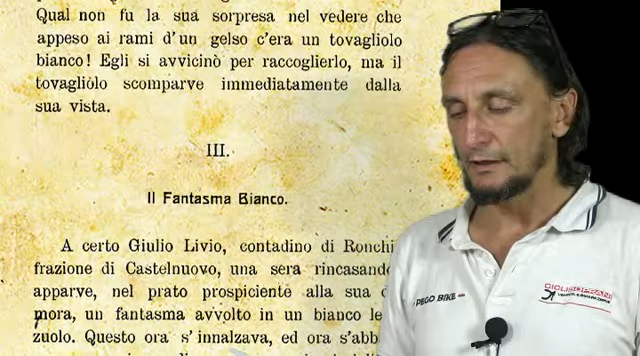 Qual non fu la sua sorpresa nel vedere che
appeso ai rami d'un gelso c'era un tovagliolo
bianco! Egli si avvicinò per raccoglierlo, ma il
tovagliolo scomparve immediatamente dalla
sua vista.
III.
Il Fantasma Bianco.
A certo Giulio Livio, contadino di Ronchi
frazione di Castelnuovo, una sera rincasando
apparve, nel prato prospiciente alla sua
mora, un fantasma avvolto in un bianco le
zuolo. Questo ora s'innalzava, ed ora s'abb
PEGO BIKE